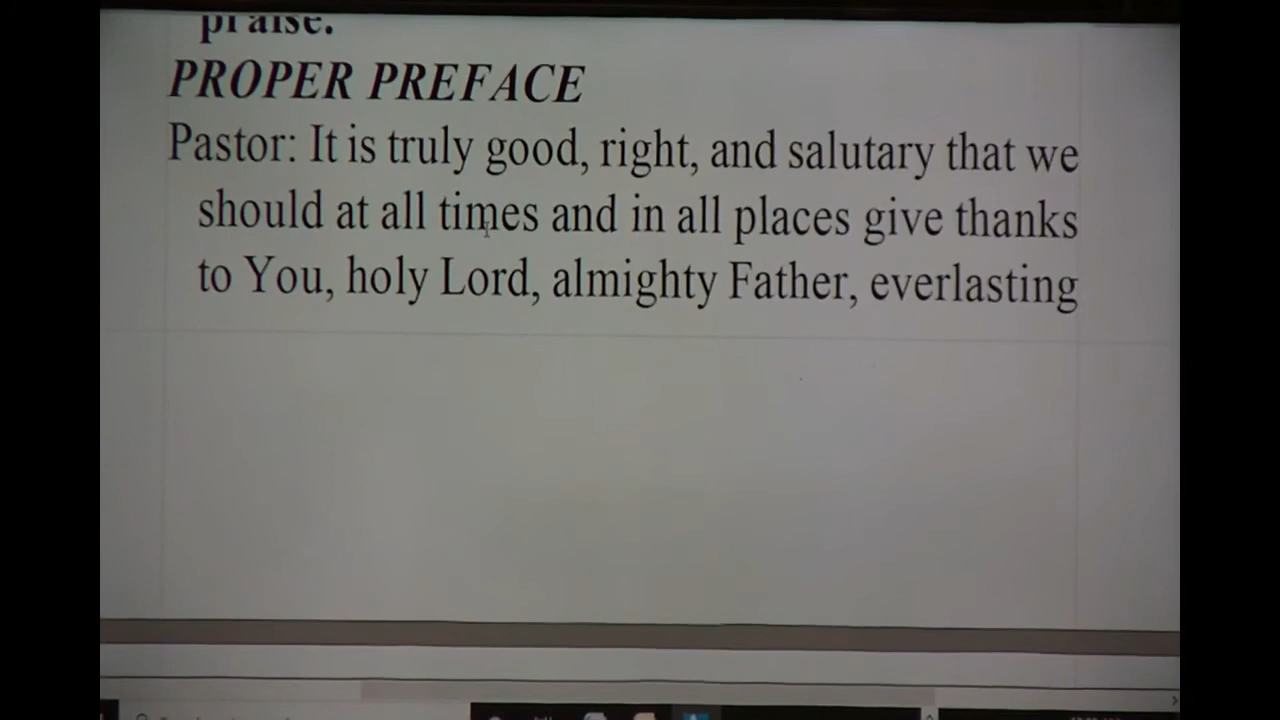 praise.
PROPER PREFACE
Pastor: It is truly good, right, and salutary that we
should at all times and in all places give thanks
to You, holy Lord, almighty Father, everlasting